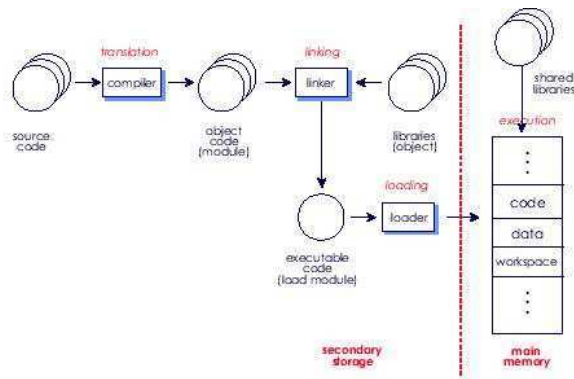 translation
compiler
source
code
object
code
(module)
linking
linker
libraries
(object)
shared
libraries
execution
code
data
workspace
loading
loader
executable
code
(load module)
secondary
storage
main
memory